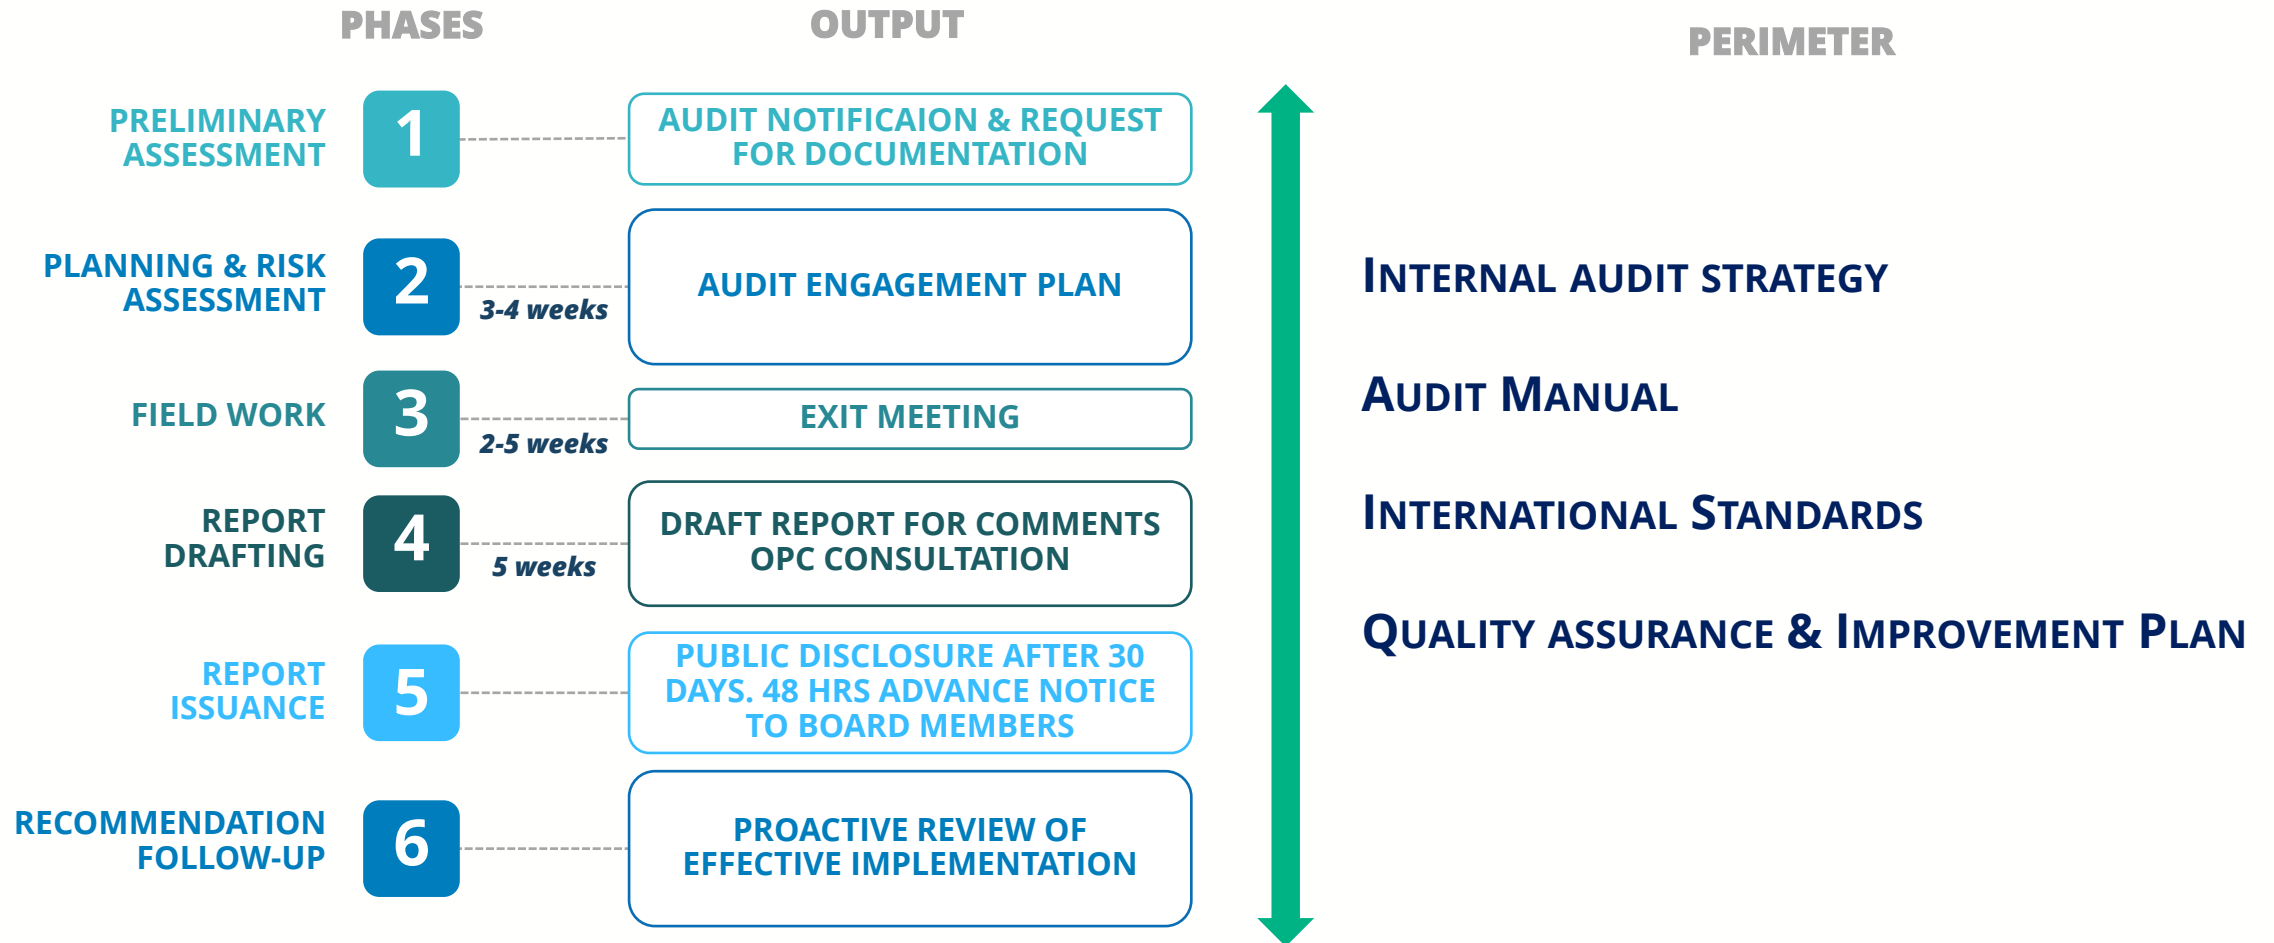 PHASES
OUTPUT
PERIMETER
PRELIMINARY
ASSESSMENT
1
AUDIT NOTIFICAION & REQUEST
FOR DOCUMENTATION
PLANNING & RISK
ASSESSMENT
2
3-4 weeks
AUDIT ENGAGEMENT PLAN
FIELD WORK
3
2-5 weeks
EXIT MEETING
REPORT
DRAFTING
4
5 weeks
DRAFT REPORT FOR COMMENTS
OPC CONSULTATION
REPORT
ISSUANCE
5
PUBLIC DISCLOSURE AFTER 30
DAYS. 48 HRS ADVANCE NOTICE
TO BOARD MEMBERS
RECOMMENDATION
FOLLOW-UP
6
PROACTIVE REVIEW OF
EFFECTIVE IMPLEMENTATION
INTERNAL AUDIT STRATEGY
AUDIT MANUAL
INTERNATIONAL STANDARDS
QUALITY ASSURANCE & IMPROVEMENT PLAN